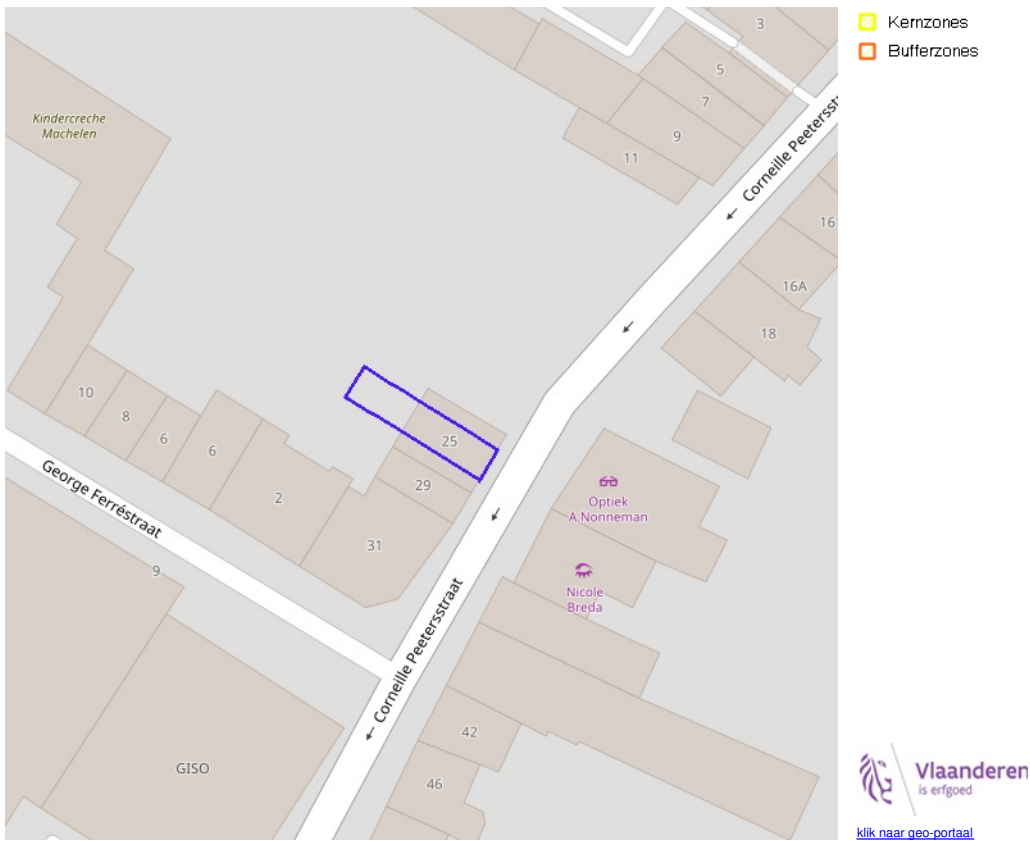 Kernzones
Bufferzones
3
5
7
9
11
Kindercreche
Machelen
Corneille Peetersstr
16
16A
18
10
8
6
6
2
25
29
31
George Ferréstraat
9
Optiek
A.Nonneman
Nicole
Breda
Corneille Peetersstraat
42
46
GISO
Vlaanderen
is erfgoed
klik naar geo-portaal